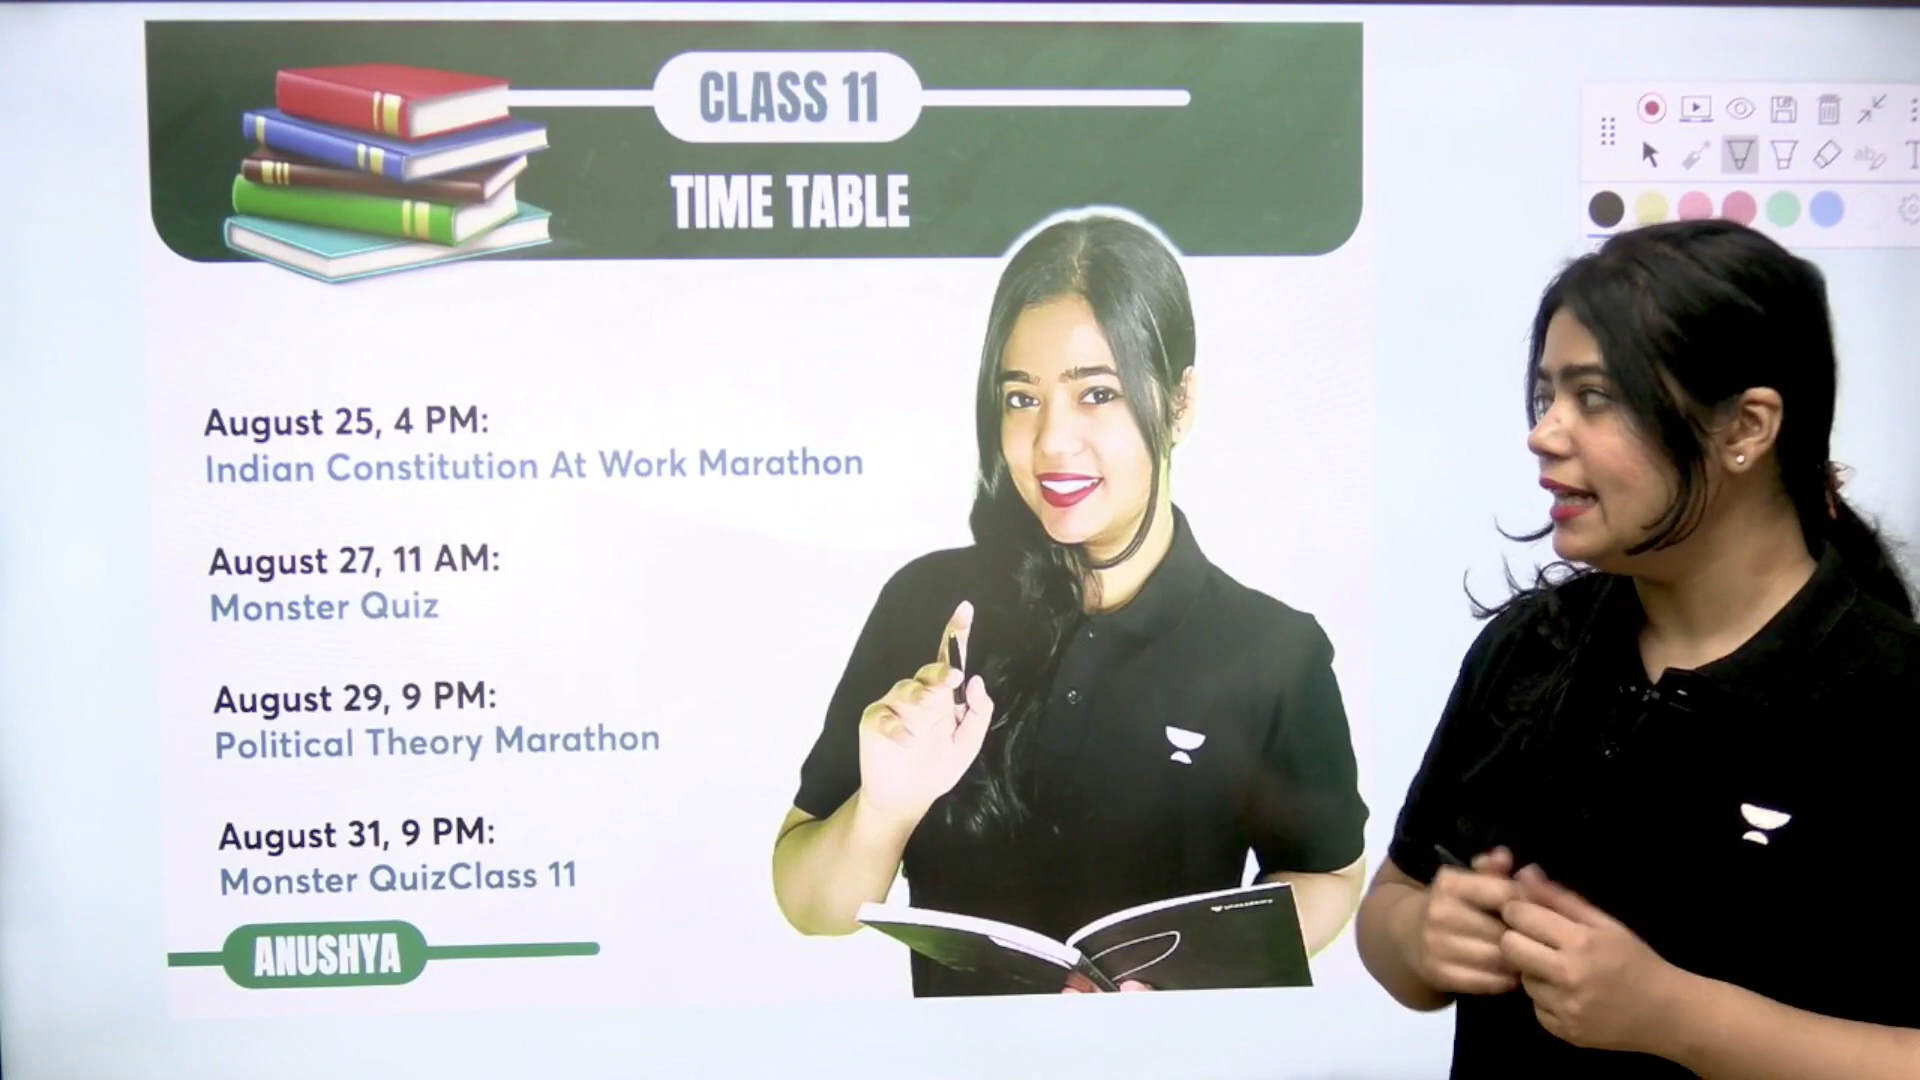 CLASS 11
TIME TABLE
August 25, 4 PM:
Indian Constitution At Work Marathon
August 27, 11 AM:
Monster Quiz
August 29, 9 PM:
Political Theory Marathon
August 31, 9 PM:
Monster QuizClass 11
ANUSHYA